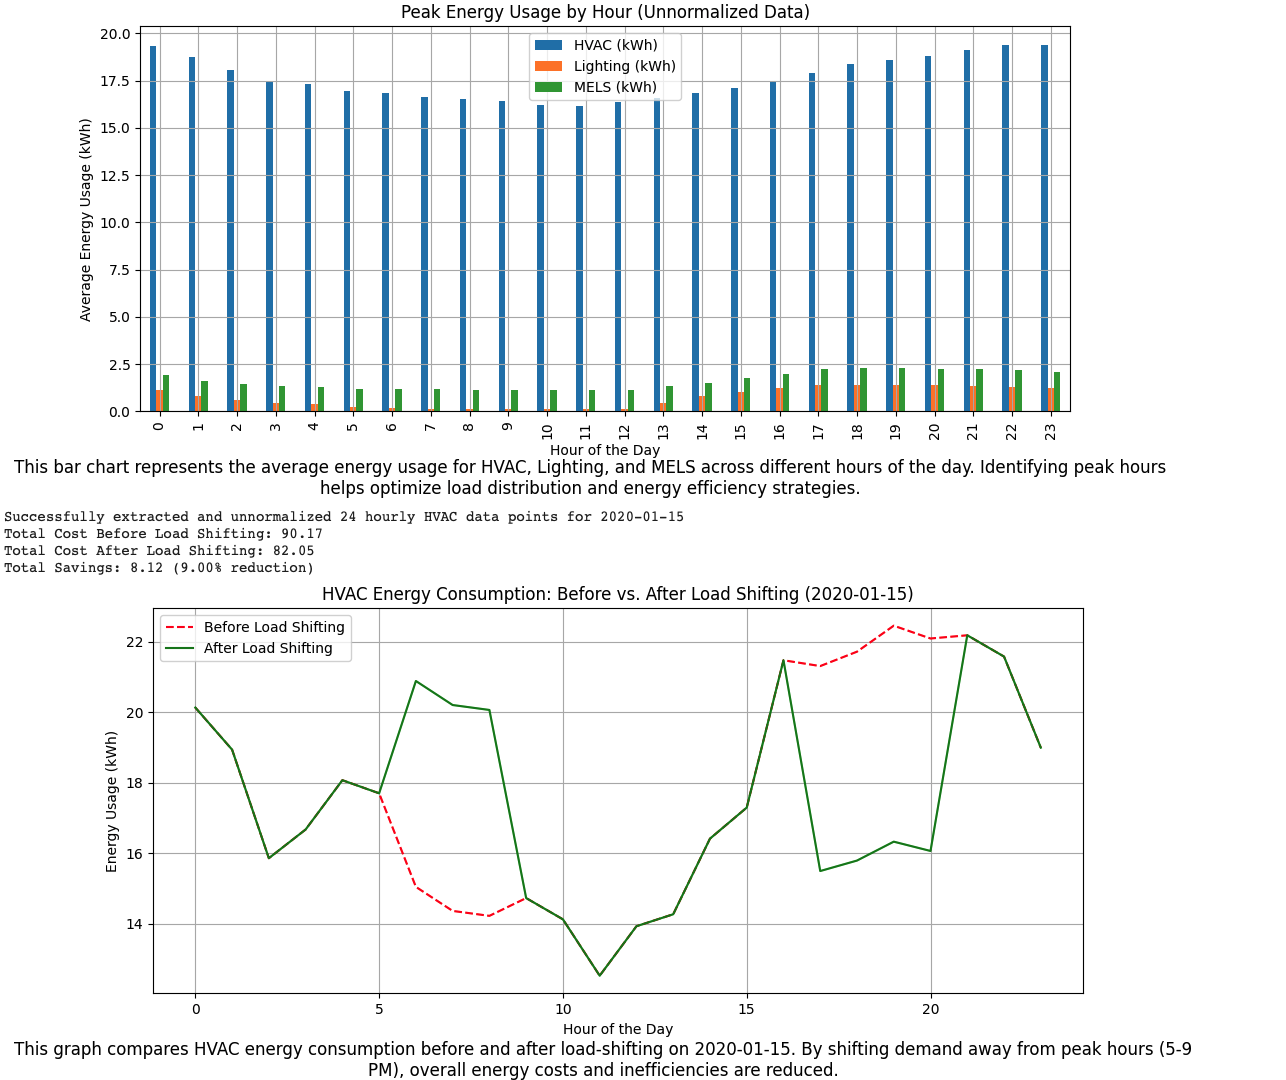 Peak Energy Usage by Hour (Unnormalized Data)
20.0
17.5
15.0
12.5
10.0
7.5
5.0
2.5
0.0
Average Energy Usage (kWh)
HVAC (kWh)
Lighting (kWh)
MELS (kWh)
0 1 2 3 4 5 6 7 8 9 10 11 12 13 14 15 16 17 18 19 20 21 22 23
Hour of the Day
This bar chart represents the average energy usage for HVAC, Lighting, and MELS across different hours of the day. Identifying peak hours
helps optimize load distribution and energy efficiency strategies.
Successfully extracted and unnormalized 24 hourly HVAC data points for 2020-01-15
Total Cost Before Load Shifting: 90.17
Total Cost After Load Shifting: 82.05
Total Savings: 8.12 (9.00% reduction)
HVAC Energy Consumption: Before vs. After Load Shifting (2020-01-15)
Before Load Shifting
After Load Shifting
22
20
18
16
14
Energy Usage (kWh)
0 5 10 15 20
Hour of the Day
This graph compares HVAC energy consumption before and after load-shifting on 2020-01-15. By shifting demand away from peak hours (5-9
PM), overall energy costs and inefficiencies are reduced.